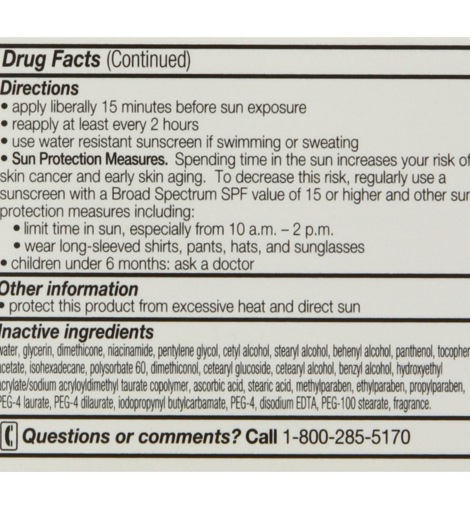 Drug Facts (Continued)
Directions
• apply liberally 15 minutes before sun exposure
• reapply at least every 2 hours
• use water resistant sunscreen if swimming or sweating
• Sun Protection Measures. Spending time in the sun increases your risk of
skin cancer and early skin aging. To decrease this risk, regularly use a
sunscreen with a Broad Spectrum SPF value of 15 or higher and other sun
protection measures including:
• limit time in sun, especially from 10 a.m. – 2 p.m.
• wear long-sleeved shirts, pants, hats, and sunglasses
• children under 6 months: ask a doctor
Other information
• protect this product from excessive heat and direct sun
Inactive ingredients
water, glycerin, dimethicone, niacinamide, pentylene glycol, cetyl alcohol, stearyl alcohol, behenyl alcohol, panthenol, tocopher
acetate, isohexadecane, polysorbate 60, dimethiconol, cetearyl glucoside, cetearyl alcohol, benzyl alcohol, hydroxyethyl
acrylate/sodium acryloyldimethyl taurate copolymer, ascorbic acid, stearic acid, methylparaben, ethylparaben, propylparaben,
PEG-4 laurate, PEG-4 dilaurate, iodopropynyl butylcarbamate, PEG-4, disodium EDTA, PEG-100 stearate, fragrance.
Questions or comments? Call 1-800-285-5170